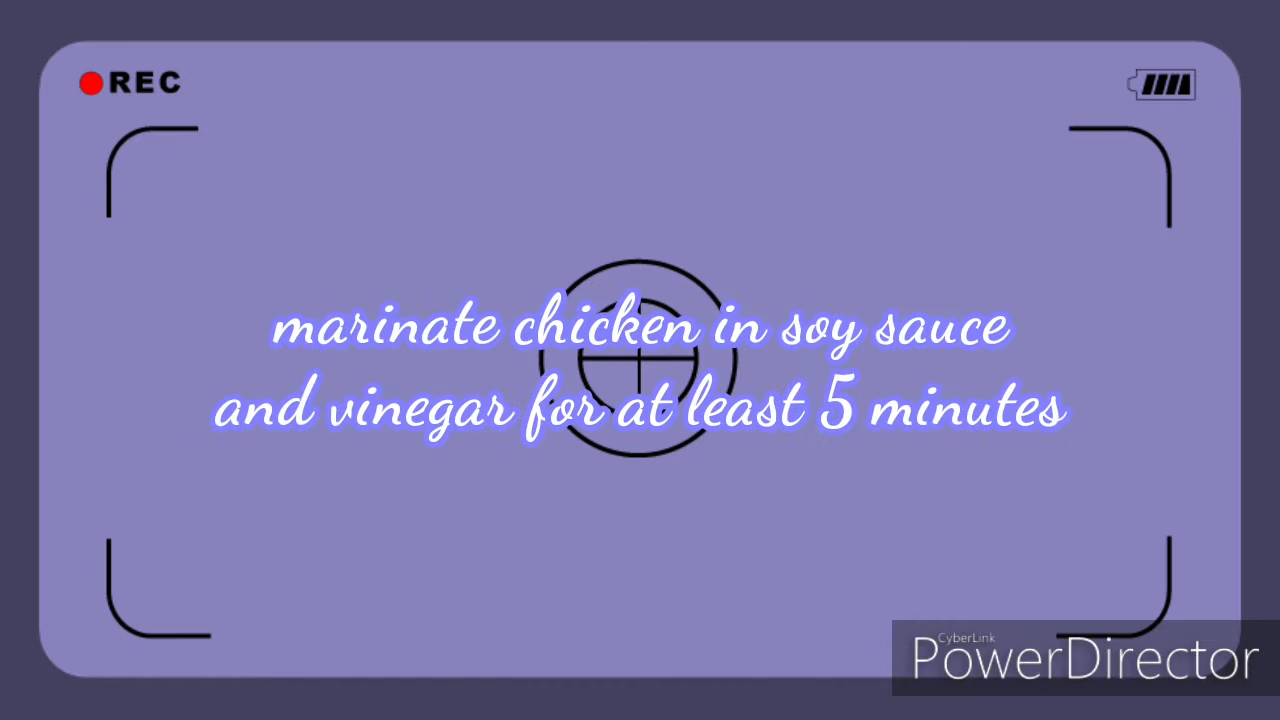 REC
marinate chicken in soy sauce
and vinegar for at least 5 minutes
CyberLink
PowerDirector